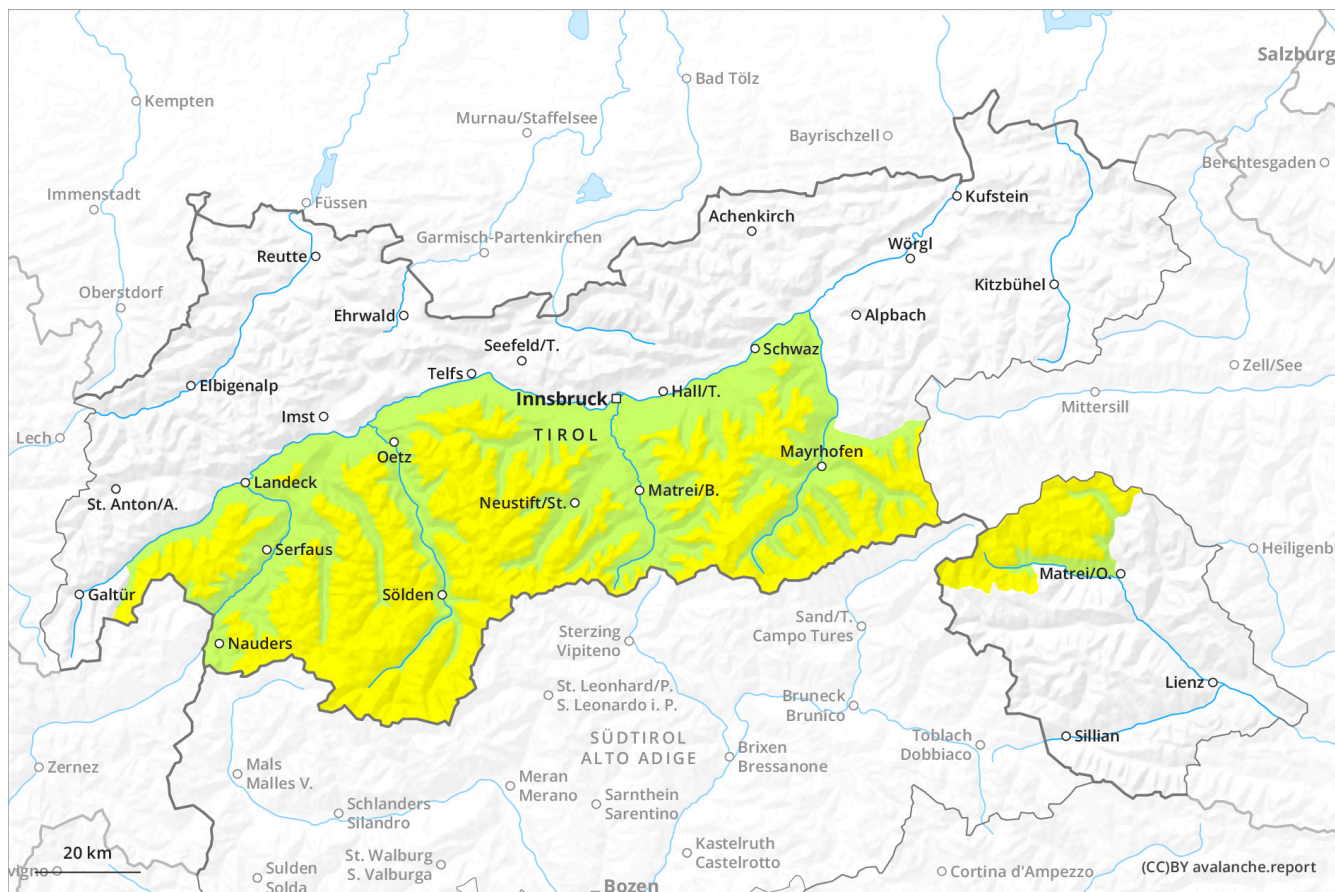 Salzburg
Kempten
Bad Tölz
Murnau/Staffelsee
Bayrischzell
Berchtesgaden
Immenstadt
Füssen
Kufstein
Achenkirch
Garmisch-Partenkirchen
Wörgl
Reutte
Kitzbühel
Oberstdorf
Ehrwald
Alpbach
Seefeld/T.
Schwaz
Zell/See
Telfs
Elbigenalp
Innsbruck
Hall/T.
Mittersill
Imst
Lech
TIROL
Oetz
Mayrhofen
Landeck
St. Anton/A.
Neustift/St.
Matrei/B.
Serfaus
Heiligenb
Matrei/O.
Galtür
Sölden
Sand/T.
Campo Tures
Nauders
Sterzing
Vipiteno
Lienz
St. Leonhard/P.
S. Leonardo i. P.
Bruneck
Brunico
Sillian
SÜDTIROL
ALTO ADIGE
Toblach
Dobbiaco
Brixen
Bressanone
Zernez
Mals
Malles V.
Meran
Merano
Sarnthein
Sarentino
Schlanders
Silandro
Kastelruth
Castelrotto
20 km
St. Walburg
S. Valburga
vigno
Sulden
Solda
Cortina d'Ampezzo
(CC)BY avalanche.report
Bozen